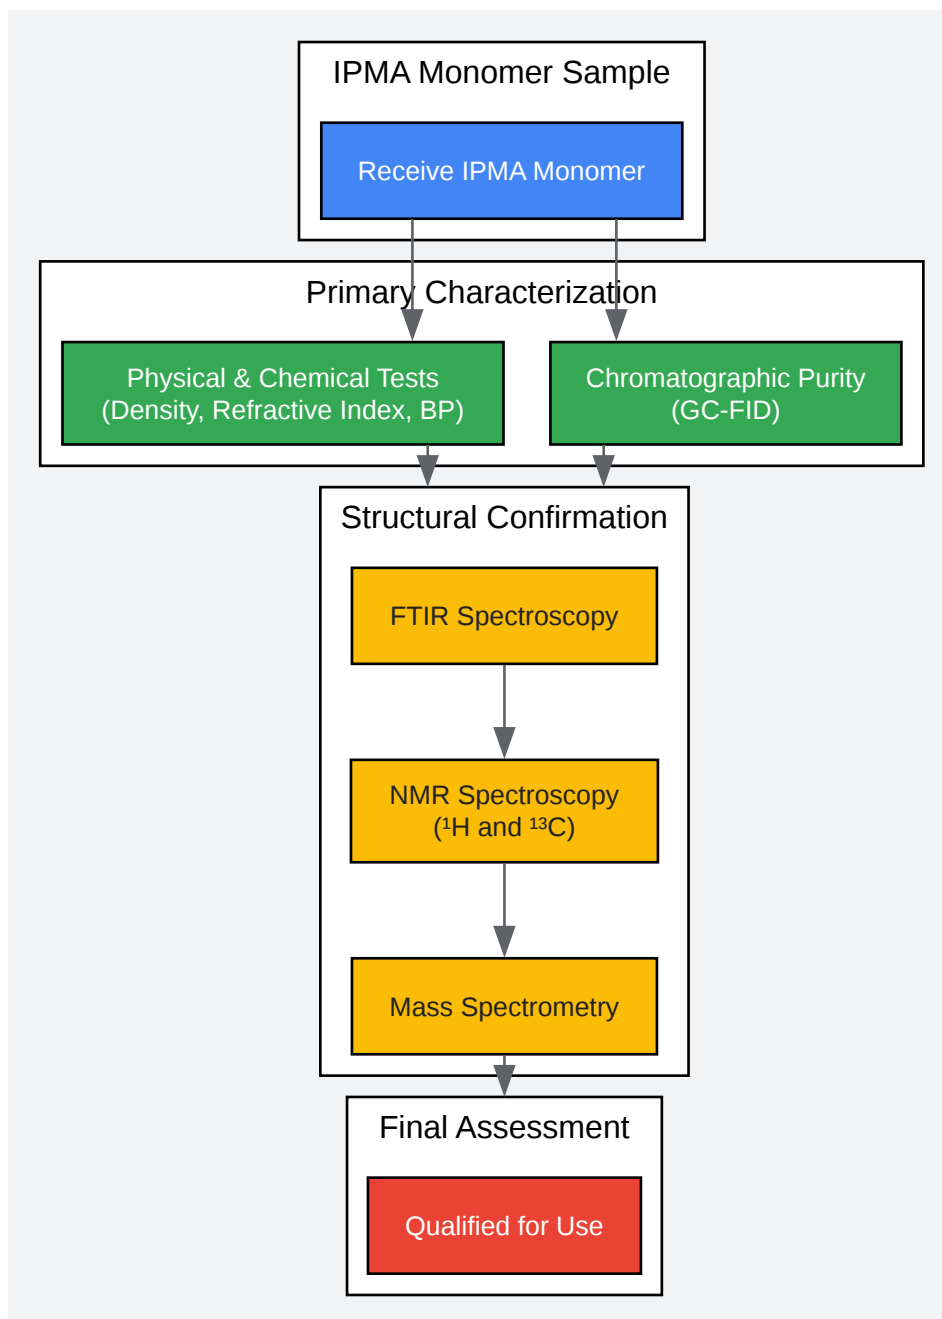 IPMA Monomer Sample
Receive IPMA Monomer
Primary Characterization
Physical & Chemical Tests
(Density, Refractive Index, BP)
Chromatographic Purity
(GC-FID)
Structural Confirmation
FTIR Spectroscopy
NMR Spectroscopy
(¹H and ¹³C)
Mass Spectrometry
Final Assessment
Qualified for Use